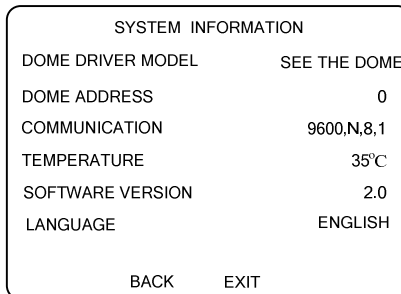 SYSTEM INFORMATION
DOME DRIVER MODEL SEE THE DOME
DOME ADDRESS 0
COMMUNICATION 9600,N,8,1
TEMPERATURE 35°C
SOFTWARE VERSION 2.0
LANGUAGE ENGLISH
BACK EXIT